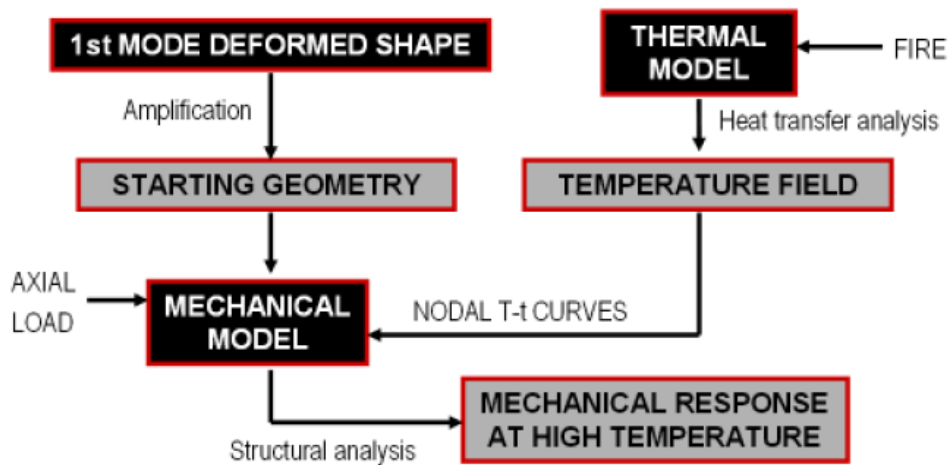 1st MODE DEFORMED SHAPE
THERMAL
MODEL
FIRE
Amplification
Heat transfer analysis
STARTING GEOMETRY
TEMPERATURE FIELD
AXIAL
LOAD
MECHANICAL
MODEL
NODAL T-t CURVES
MECHANICAL RESPONSE
AT HIGH TEMPERATURE
Structural analysis